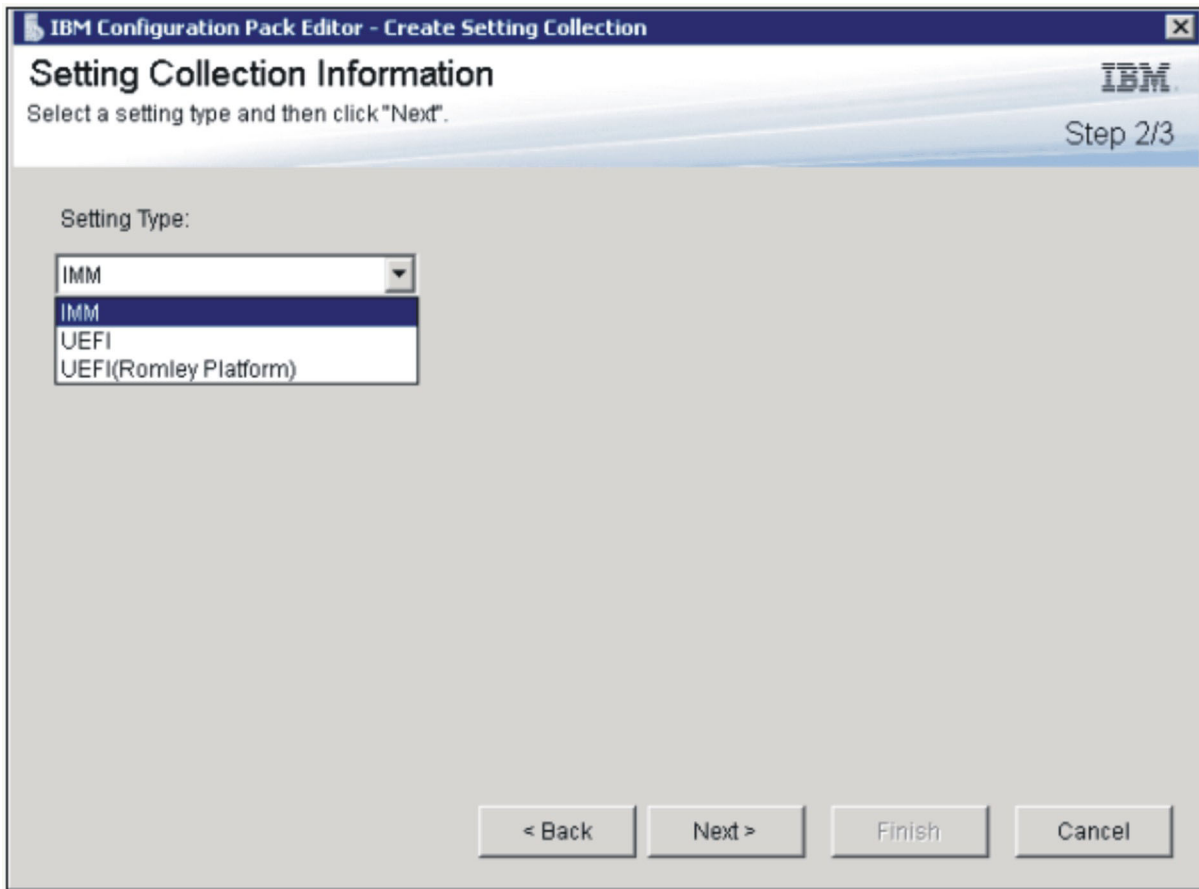 IBM Configuration Pack Editor - Create Setting Collection
Setting Collection Information
IBM
Select a setting type and then click "Next".
Step 2/3
Setting Type:
IMM
IMM
UEFI
UEFI(Romley Platform)
< Back
Next >
Finish
Cancel